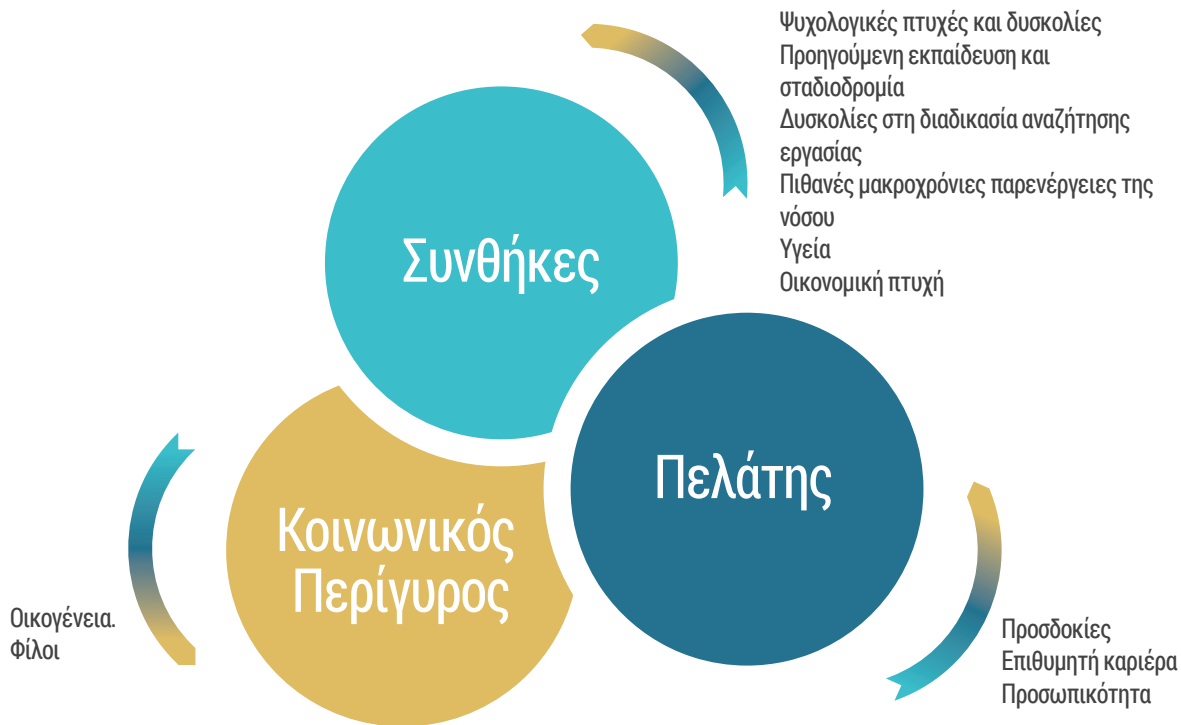 Ψυχολογικές πτυχές και δυσκολίες
Προηγούμενη εκπαίδευση και
σταδιοδρομία
Δυσκολίες στη διαδικασία αναζήτησης
εργασίας
Πιθανές μακροχρόνιες παρενέργειες της
νόσου
Υγεία
Οικονομική πτυχή
Συνθήκες
Πελάτης
Κοινωνικός
Περίγυρος
Οικογένεια.
Φίλοι
Προσδοκίες
Επιθυμητή καριέρα
Προσωπικότητα